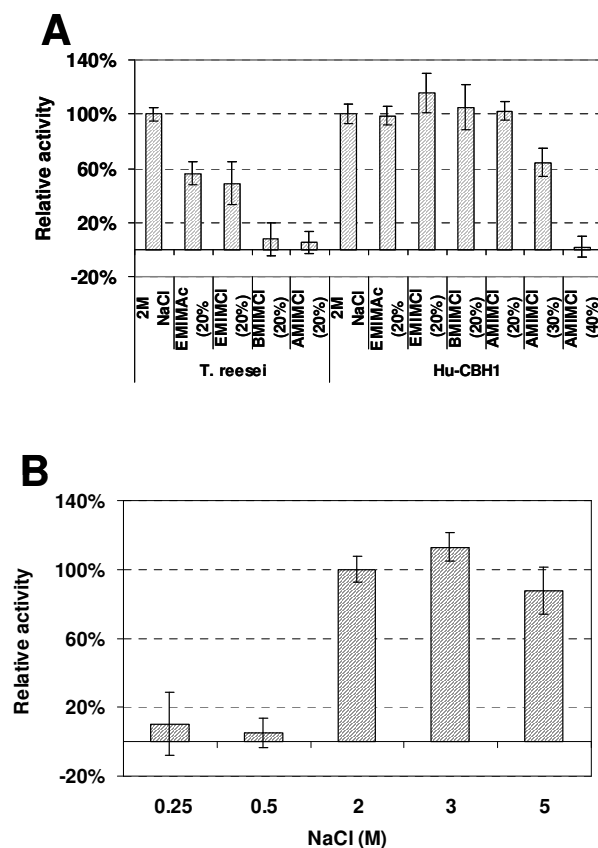 A
Relative activity
140%
100%
60%
20%
-20%
2M NaCl
EMIMAc (20%
EMIMCl (20%)
BMIMCl (20%)
AMIMCl (20%)
2M NaCl
EMIMAc (20%
EMIMCl (20%)
BMIMCl (20%)
AMIMCl (20%)
AMIMCl (30%)
AMIMCl (40%)
T. reesei
Hu-CBH1
B
Relative activity
140%
100%
60%
20%
-20%
0.25
0.5
2
3
5
NaCl (M)